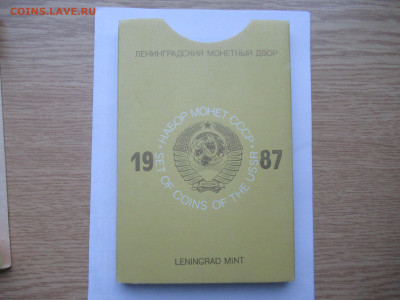 COINS.LAVE.RU
ЛЕНИНГРАДСКИЙ МОНЕТНЫЙ ДВОР
• НАБОР МОНЕТ СССР •
19 87
SET OF COINS OF THE USSR
LENINGRAD MINT